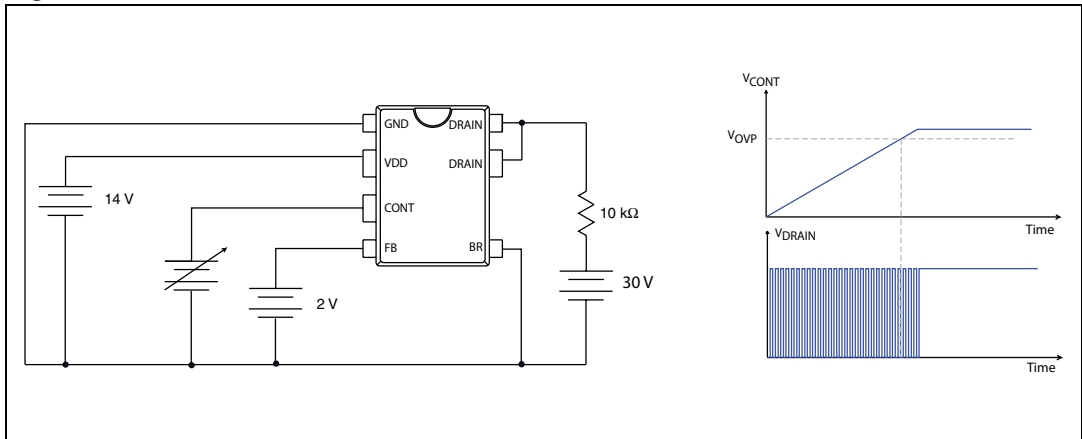 GND
DRAIN
VDD
DRAIN
CONT
FB
BR
14 V
2 V
10 kΩ
30 V
VCONT
VOVP
Time
VDRAIN
Time